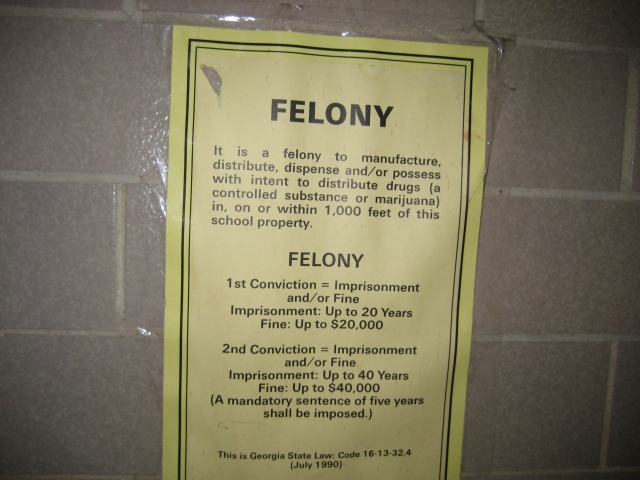 FELONY
It is a felony to manufacture,
distribute, dispense and/or possess
with intent to distribute drugs (a
controlled substance or marijuana)
in, on or within 1,000 feet of this
school property.
FELONY
1st Conviction = Imprisonment
and/or Fine
Imprisonment: Up to 20 Years
Fine: Up to $20,000
2nd Conviction = Imprisonment
and/or Fine
Imprisonment: Up to 40 Years
Fine: Up to $40,000
(A mandatory sentence of five years
shall be imposed.)
This is Georgia State Law: Code 16-13-32.4
(July 1990)